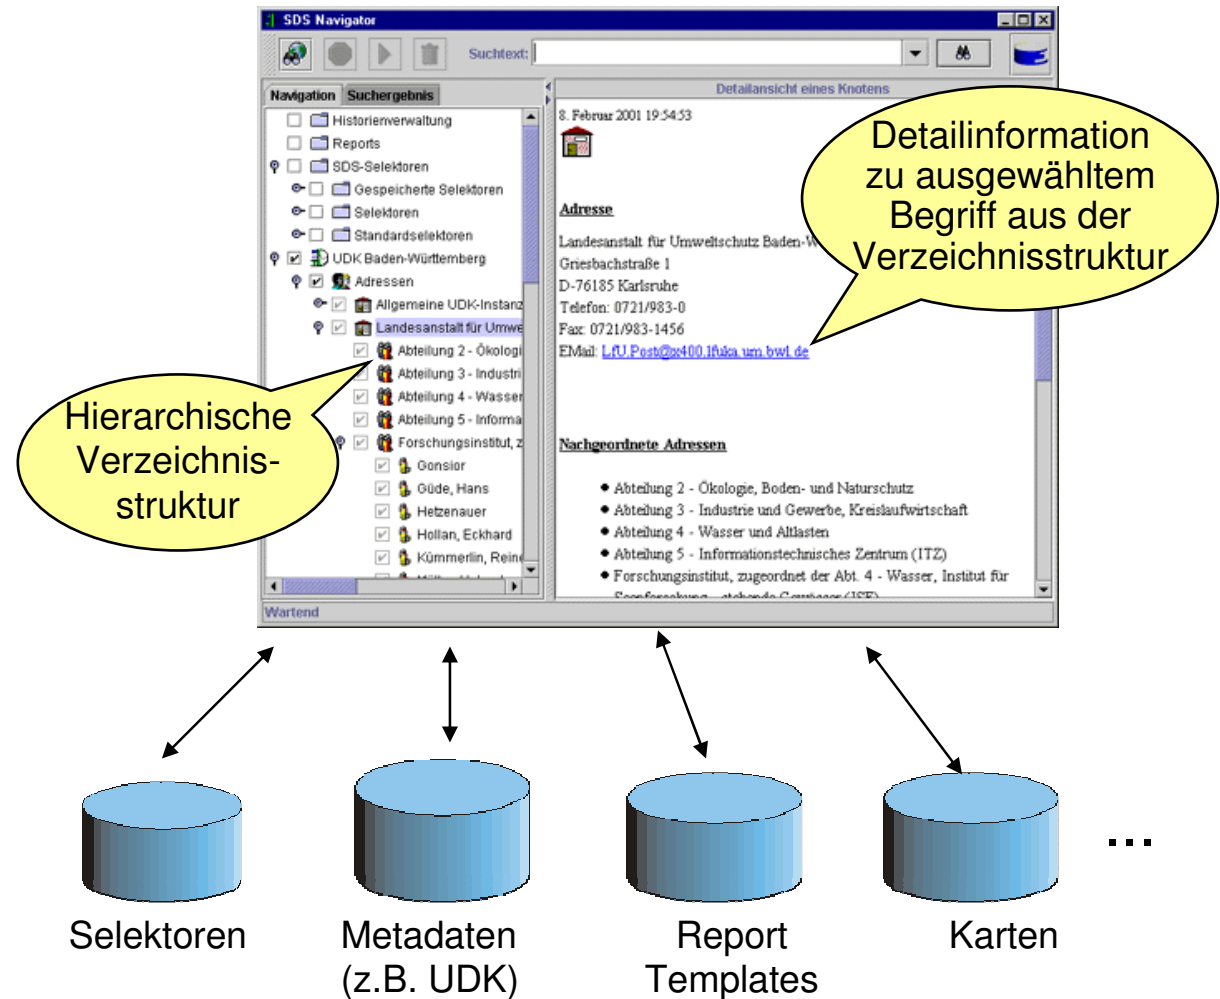 SDS Navigator
Suchtext:
Navigation Suchergebnis
Historienverwaltung
Reports
SDS-Selektoren
Gespeicherte Selektoren
Selektoren
Standardselektoren
UDK Baden-Württemberg
Adressen
Allgemeine UDK-Instanz
Landesanstalt für Umwe
Abteilung 2 - Ökologi
Abteilung 3 - Industri
Abteilung 4 - Wasser
Abteilung 5 - Informa
Forschungsinstitut, z
Gonsior
Güde, Hans
Hetzenauer
Hollan, Eckhard
Kümmerlin, Reine
Wartend
Detailansicht eines Knotens
8. Februar 2001 19:54:53
Adresse
Landesanstalt für Umweltschutz Baden-W
Griesbachstraße 1
D-76185 Karlsruhe
Telefon: 0721/983-0
Fax: 0721/983-1456
EMail: LfU.Post@x400.lfuka.um.bwl.de
Nachgeordnete Adressen
Abteilung 2 - Ökologie, Boden- und Naturschutz
Abteilung 3 - Industrie und Gewerbe, Kreislaufwirtschaft
Abteilung 4 - Wasser und Altlasten
Abteilung 5 - Informationstechnisches Zentrum (ITZ)
Forschungsinstitut, zugeordnet der Abt. 4 - Wasser, Institut für
Seenforschung - stehende Gewässer (ISF)
Detailinformation
zu ausgewähltem
Begriff aus der
Verzeichnisstruktur
Hierarchische
Verzeichnis-
struktur
Selektoren
Metadaten
(z.B. UDK)
Report
Templates
Karten
...